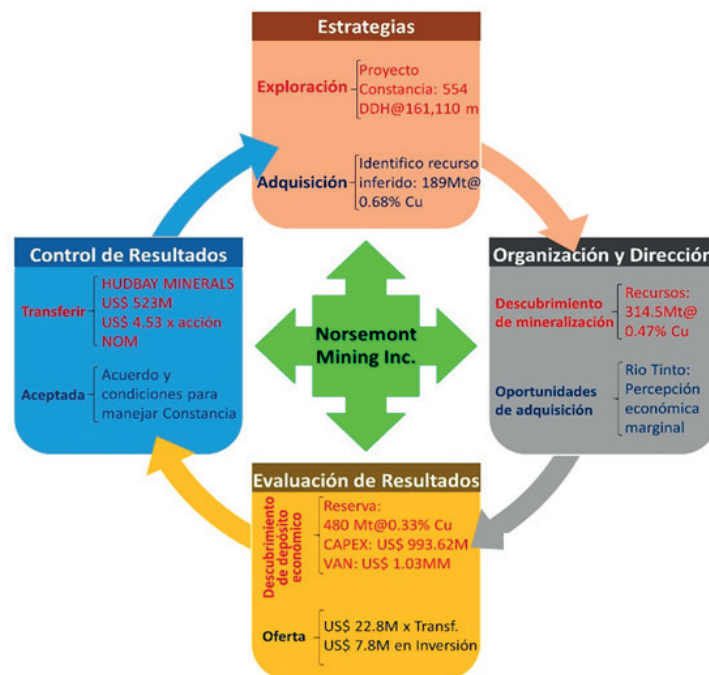 Estrategias
Exploración
Proyecto
Constancia: 554
DDH@161,110 m
Adquisición
Identifico recurso
inferido: 189Mt@
0.68% Cu
Control de Resultados
Transferir
HUDBAY MINERALS
US$ 523M
US$ 4.53 x acción
NOM
Aceptada
Acuerdo y
condiciones para
manejar Constancia
Norsemont
Mining Inc.
Organización y Dirección
Descubrimiento
de mineralización
Recursos:
314.5Mt@
0.47% Cu
Oportunidades
de adquisición
Rio Tinto:
Percepción
económica
marginal
Evaluación de Resultados
Descubrimiento
de depósito
económico
Reserva:
480 Mt@0.33% Cu
CAPEX: US$ 993.62M
VAN: US$ 1.03MM
Oferta
US$ 22.8M x Transf.
US$ 7.8M en Inversión